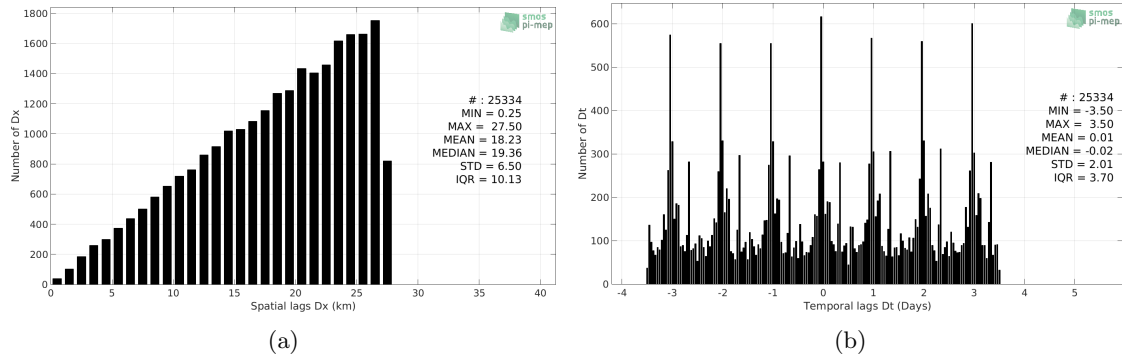 smos
pi-mep
1800
1600
1400
1200
1000
800
600
400
200
0
Number of Dx
# : 25334
MIN = 0.25
MAX = 27.50
MEAN = 18.23
MEDIAN = 19.36
STD = 6.50
IQR = 10.13
0 5 10 15 20 25 30 35 40
Spatial lags Dx (km)
(a)
smos
pi-mep
600
500
400
300
200
100
0
Number of Dt
# : 25334
MIN = -3.50
MAX = 3.50
MEAN = 0.01
MEDIAN = -0.02
STD = 2.01
IQR = 3.70
-4 -3 -2 -1 0 1 2 3 4 5
Temporal lags Dt (Days)
(b)